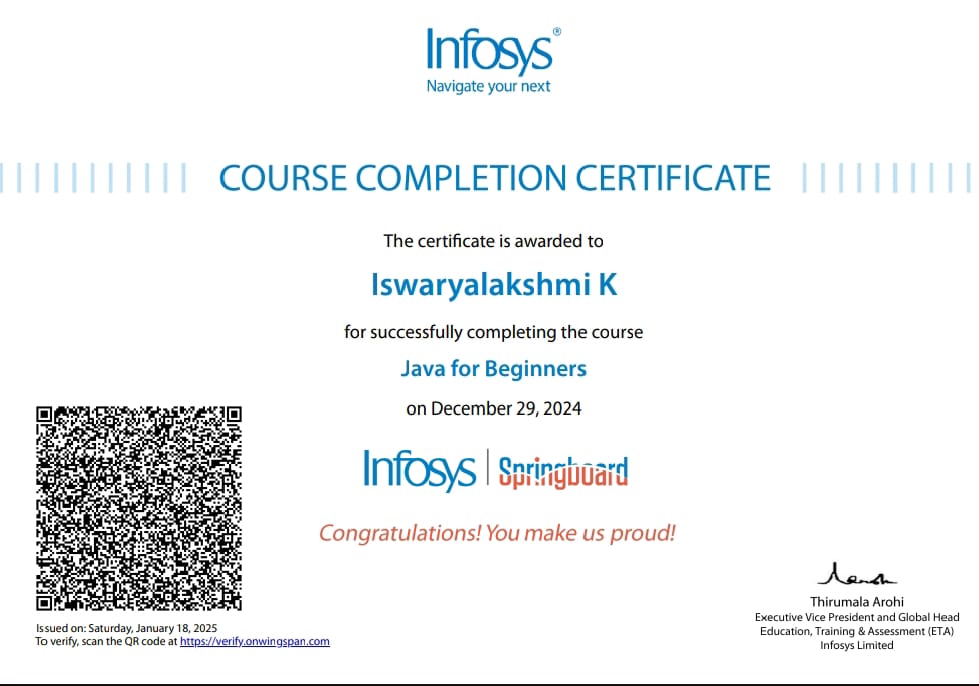 Infosys®
Navigate your next
COURSE COMPLETION CERTIFICATE
The certificate is awarded to
Iswaryalakshmi K
for successfully completing the course
Java for Beginners
on December 29, 2024
Infosys | Springboard
Congratulations! You make us proud!
Issued on: Saturday, January 18, 2025
To verify, scan the QR code at https://verify.onwingspan.com
Thirumala Arohi
Executive Vice President and Global Head
Education, Training & Assessment (ETA)
Infosys Limited